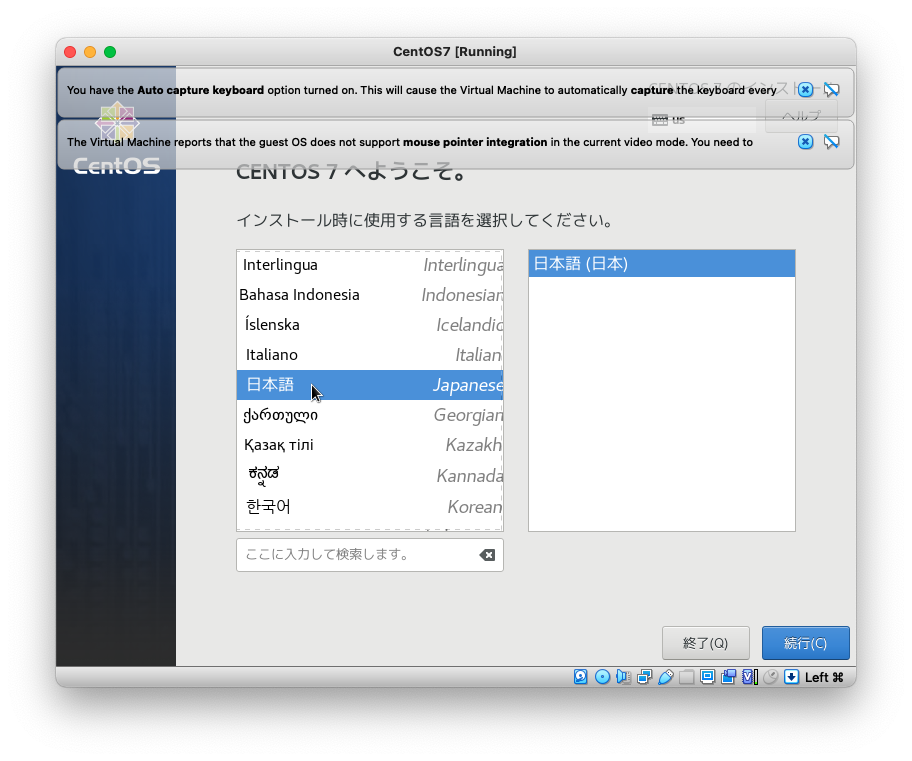 CentOS7 [Running]
You have the Auto capture keyboard option turned on. This will cause the Virtual Machine to automatically capture the keyboard every
CENTOS 7 のインストール
us
ヘルプ
The Virtual Machine reports that the guest OS does not support mouse pointer integration in the current video mode. You need to
CentOS
CENTOS 7 へようこそ。
インストール時に使用する言語を選択してください。
Interlingua Interlingua
Bahasa Indonesia Indonesian
Íslenska Icelandic
Italiano Italian
日本語 Japanese
ქართული Georgian
Қазақ тілі Kazakh
ಕನ್ನಡ Kannada
한국어 Korean
日本語 (日本)
ここに入力して検索します。
終了(Q)
続行(C)
Left ⌘